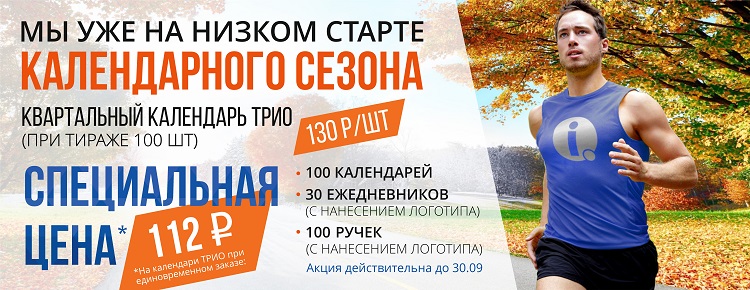 МЫ УЖЕ НА НИЗКОМ СТАРТЕ
КАЛЕНДАРНОГО СЕЗОНА
КВАРТАЛЬНЫЙ КАЛЕНДАРЬ ТРИО
(ПРИ ТИРАЖЕ 100 ШТ)
130 Р/ШТ
СПЕЦИАЛЬНАЯ
ЦЕНА*
112 ₽
*На календари ТРИО при
единовременном заказе:
• 100 КАЛЕНДАРЕЙ
• 30 ЕЖЕДНЕВНИКОВ
(С НАНЕСЕНИЕМ ЛОГОТИПА)
• 100 РУЧЕК
(С НАНЕСЕНИЕМ ЛОГОТИПА)
Акция действительна до 30.09
i.